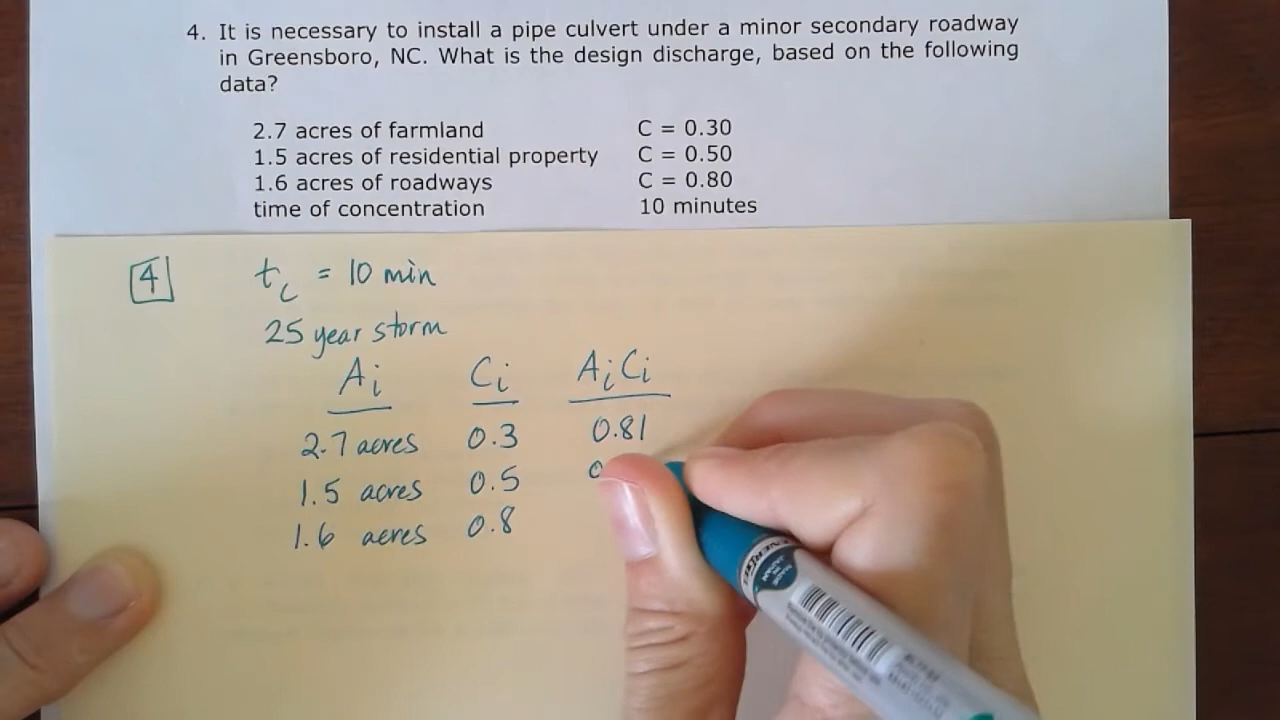 4. It is necessary to install a pipe culvert under a minor secondary roadway
in Greensboro, NC. What is the design discharge, based on the following
data?
2.7 acres of farmland C = 0.30
1.5 acres of residential property C = 0.50
1.6 acres of roadways C = 0.80
time of concentration 10 minutes
4 tc = 10 min
25 year storm
Ai Ci AiCi
2.7 acres 0.3 0.81
1.5 acres 0.5 0
1.6 acres 0.8